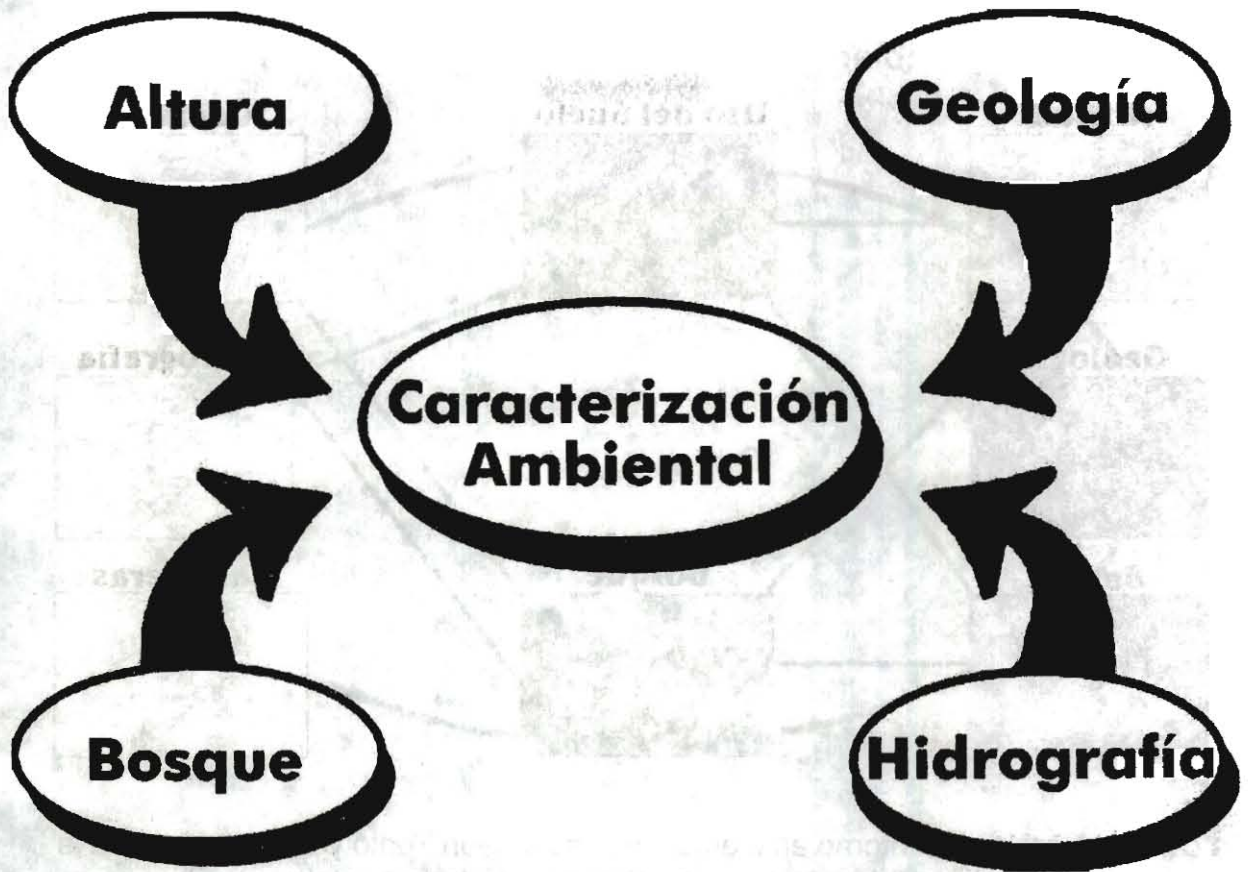 Altura
Geología
Caracterización
Ambiental
Bosque
Hidrografía